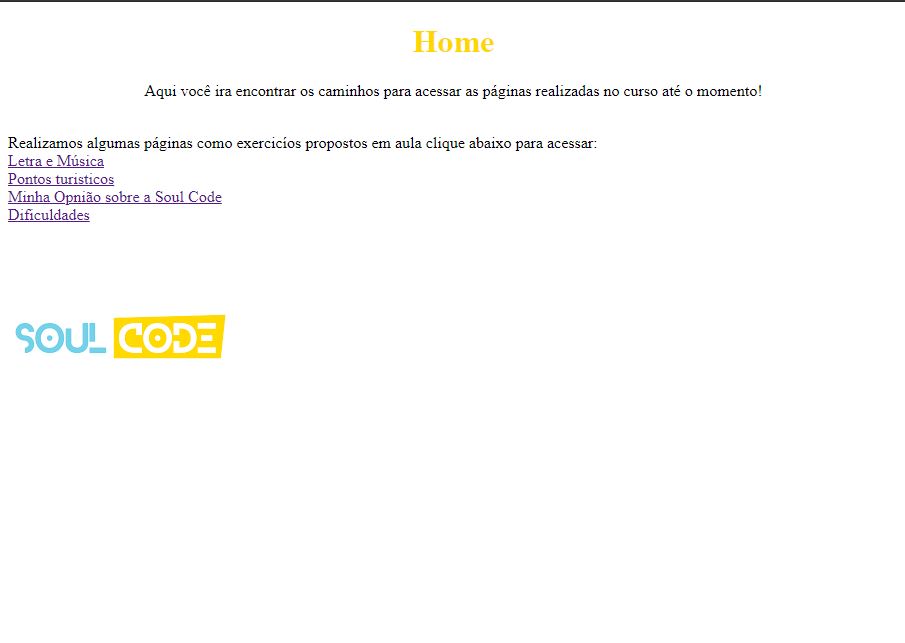 Home
Aqui você ira encontrar os caminhos para acessar as páginas realizadas no curso até o momento!
Realizamos algumas páginas como exercicíos propostos em aula clique abaixo para acessar:
Letra e Música
Pontos turisticos
Minha Opnião sobre a Soul Code
Dificuldades
SOUL CODE